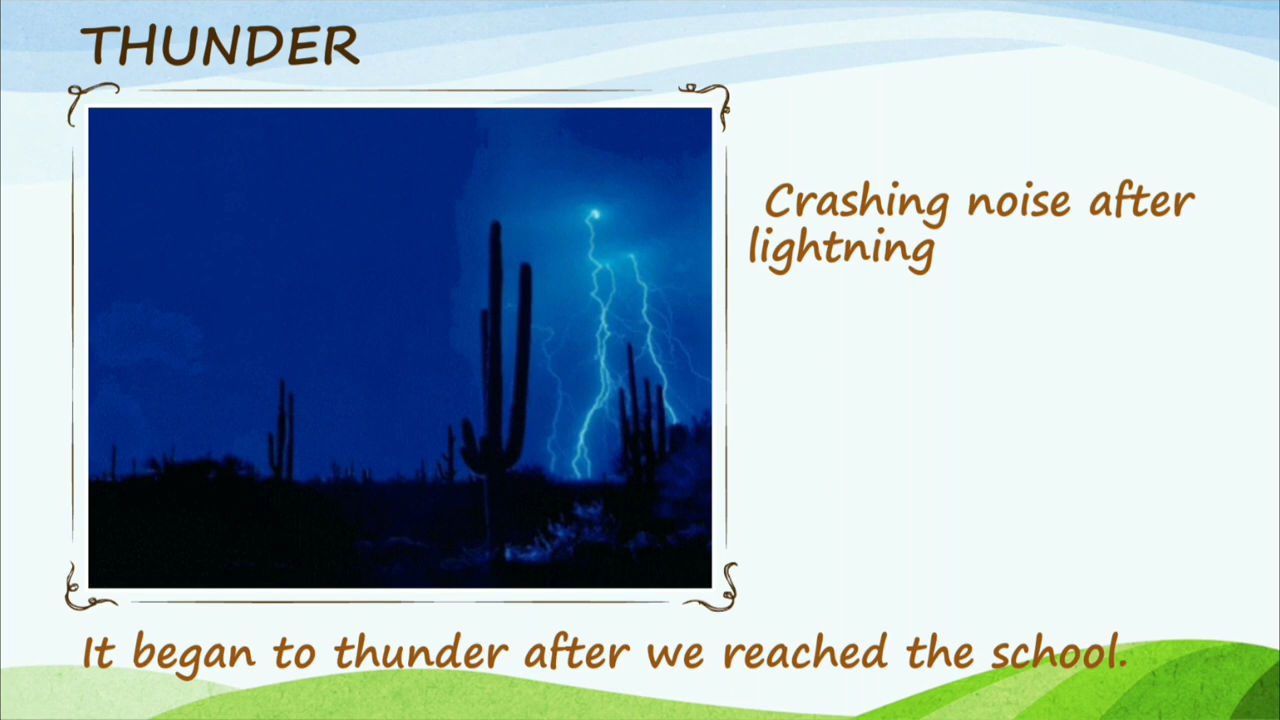 THUNDER
Crashing noise after
lightning
It began to thunder after we reached the school.